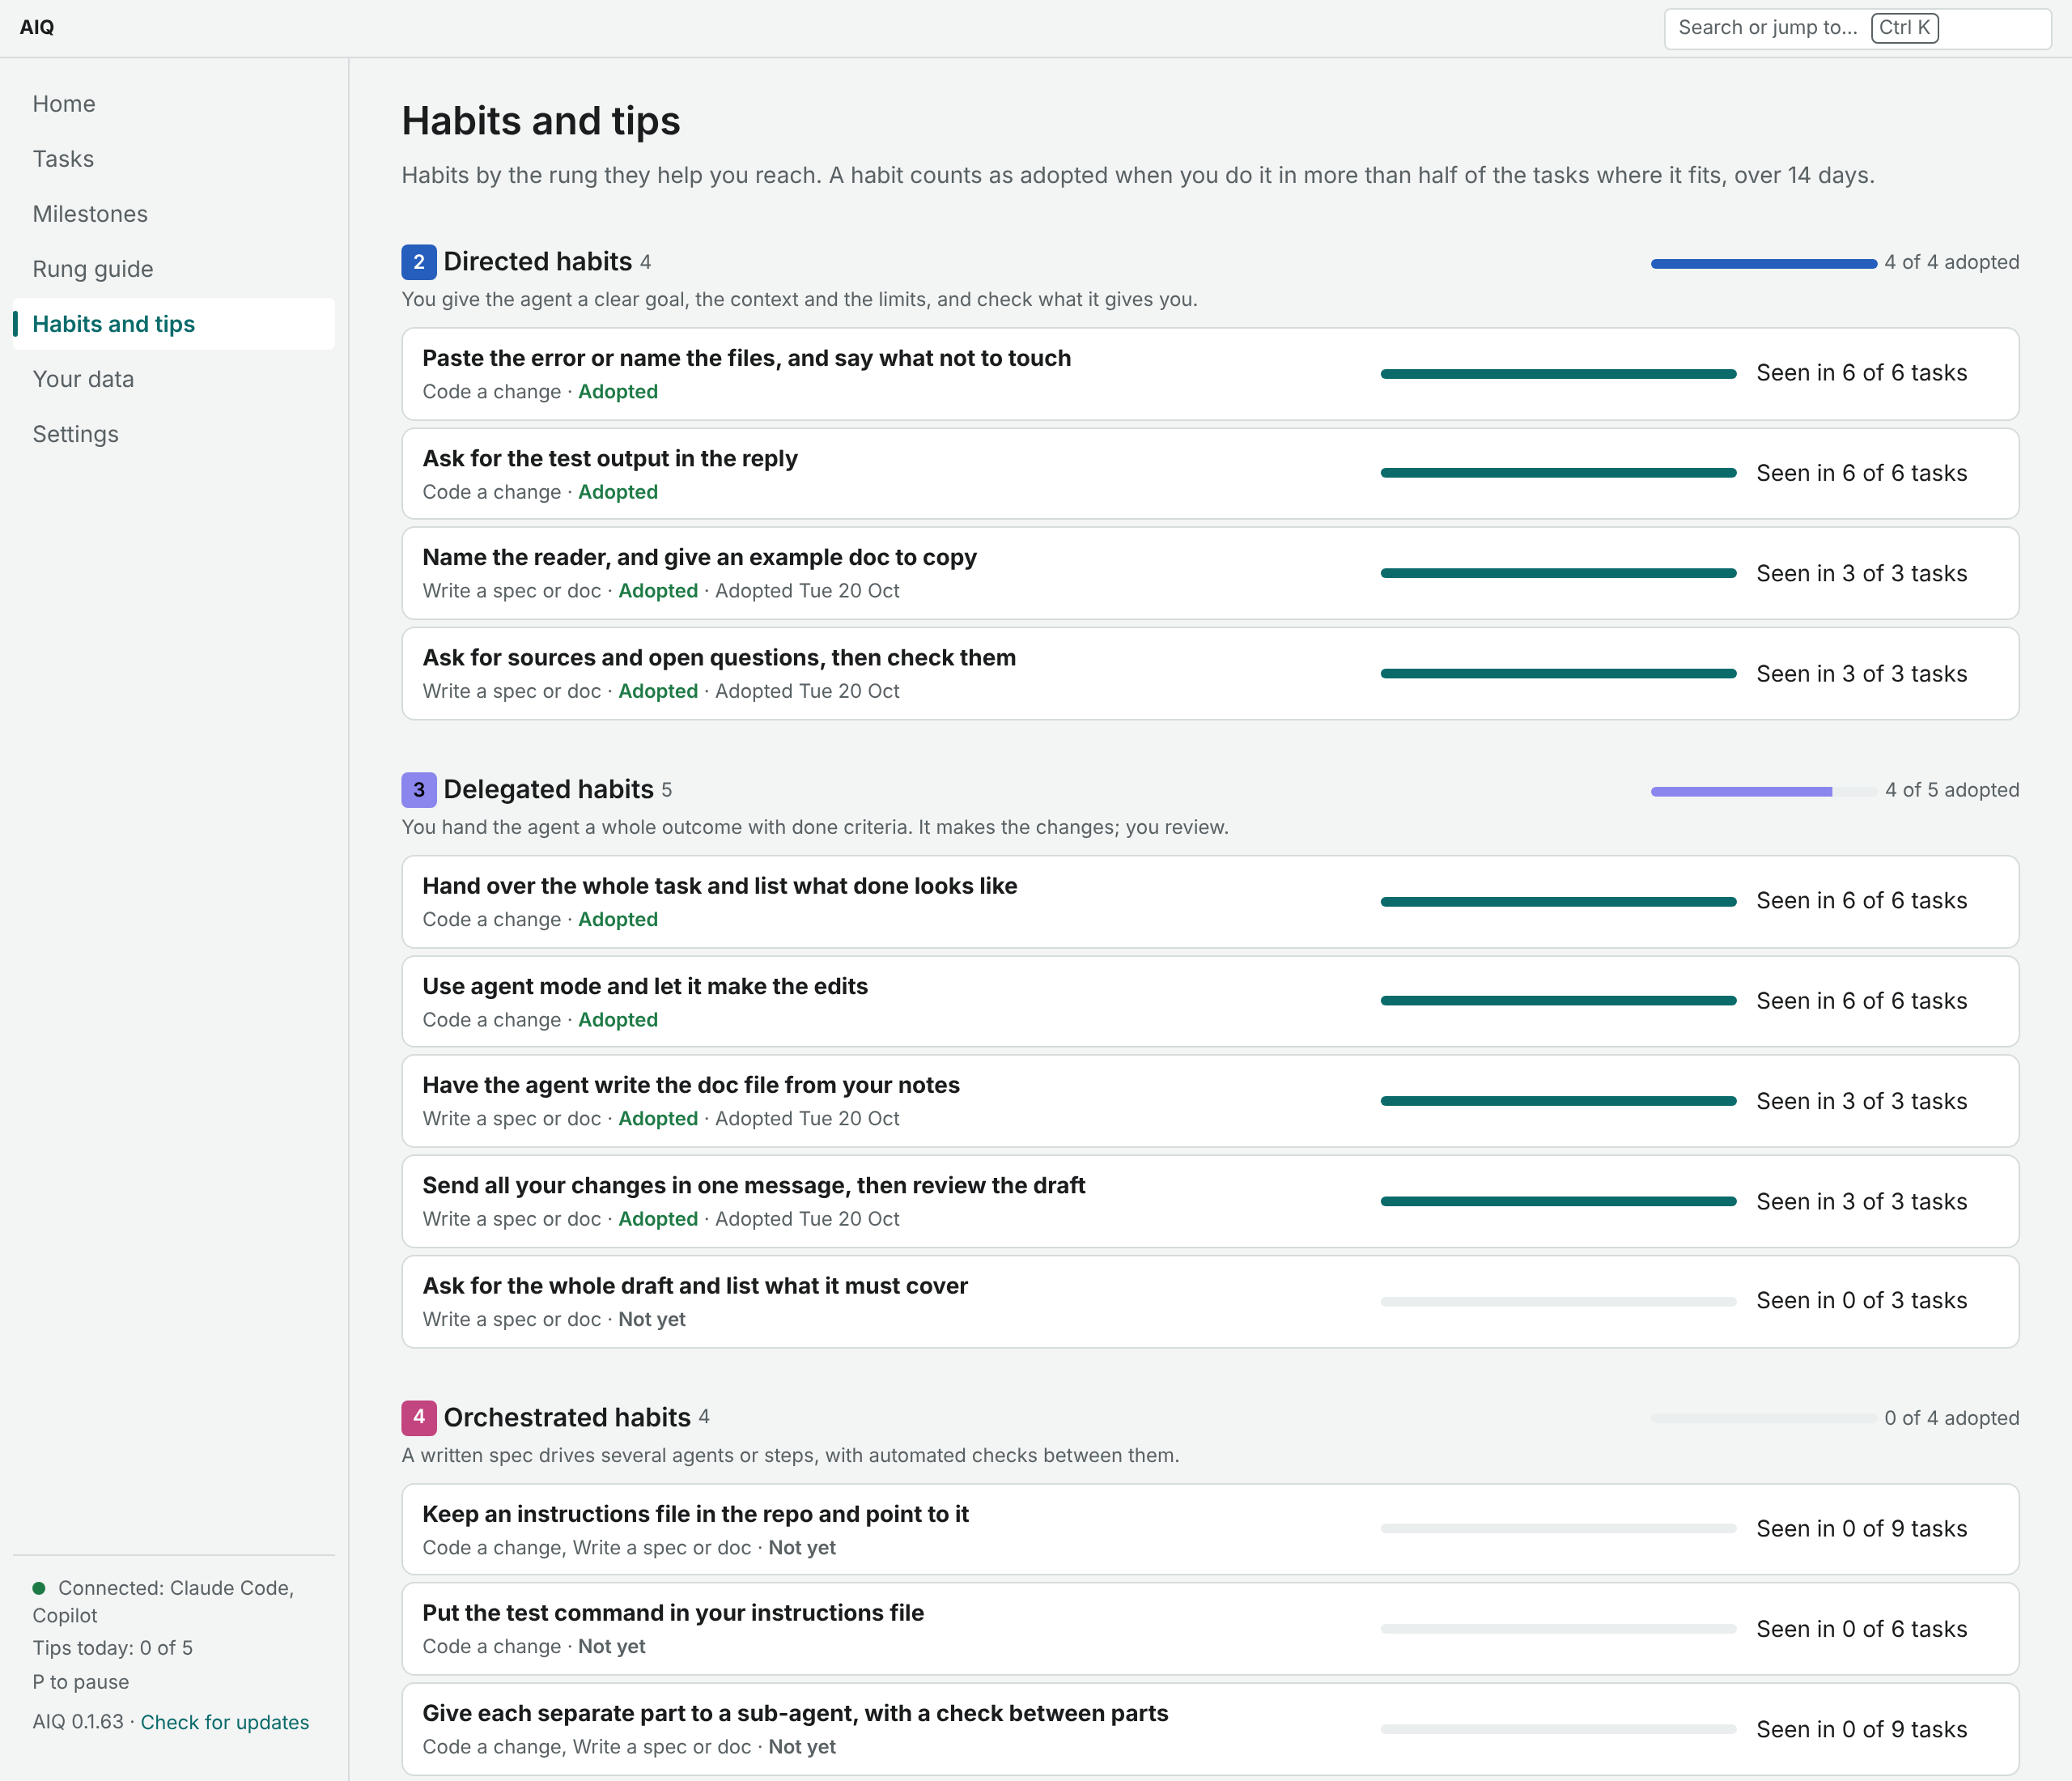 AIQ
Search or jump to... Ctrl K
Home
Tasks
Milestones
Rung guide
Habits and tips
Your data
Settings
Connected: Claude Code,
Copilot
Tips today: 0 of 5
P to pause
AIQ 0.1.63 · Check for updates
Habits and tips
Habits by the rung they help you reach. A habit counts as adopted when you do it in more than half of the tasks where it fits, over 14 days.
2 Directed habits 4
4 of 4 adopted
You give the agent a clear goal, the context and the limits, and check what it gives you.
Paste the error or name the files, and say what not to touch
Code a change · Adopted
Seen in 6 of 6 tasks
Ask for the test output in the reply
Code a change · Adopted
Seen in 6 of 6 tasks
Name the reader, and give an example doc to copy
Write a spec or doc · Adopted · Adopted Tue 20 Oct
Seen in 3 of 3 tasks
Ask for sources and open questions, then check them
Write a spec or doc · Adopted · Adopted Tue 20 Oct
Seen in 3 of 3 tasks
3 Delegated habits 5
4 of 5 adopted
You hand the agent a whole outcome with done criteria. It makes the changes; you review.
Hand over the whole task and list what done looks like
Code a change · Adopted
Seen in 6 of 6 tasks
Use agent mode and let it make the edits
Code a change · Adopted
Seen in 6 of 6 tasks
Have the agent write the doc file from your notes
Write a spec or doc · Adopted · Adopted Tue 20 Oct
Seen in 3 of 3 tasks
Send all your changes in one message, then review the draft
Write a spec or doc · Adopted · Adopted Tue 20 Oct
Seen in 3 of 3 tasks
Ask for the whole draft and list what it must cover
Write a spec or doc · Not yet
Seen in 0 of 3 tasks
4 Orchestrated habits 4
0 of 4 adopted
A written spec drives several agents or steps, with automated checks between them.
Keep an instructions file in the repo and point to it
Code a change, Write a spec or doc · Not yet
Seen in 0 of 9 tasks
Put the test command in your instructions file
Code a change · Not yet
Seen in 0 of 6 tasks
Give each separate part to a sub-agent, with a check between parts
Code a change, Write a spec or doc · Not yet
Seen in 0 of 9 tasks